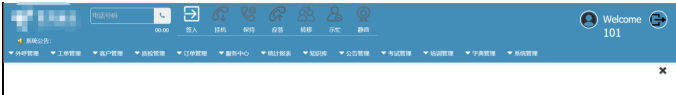 电话号码
00:00
签入 挂机 保持 应答 转移 示忙 静音
Welcome
101
系统公告:
外呼管理 工单管理 客户管理 质检管理 订单管理 服务中心 统计报表 知识库 公告管理 考试管理 培训管理 字典管理 系统管理